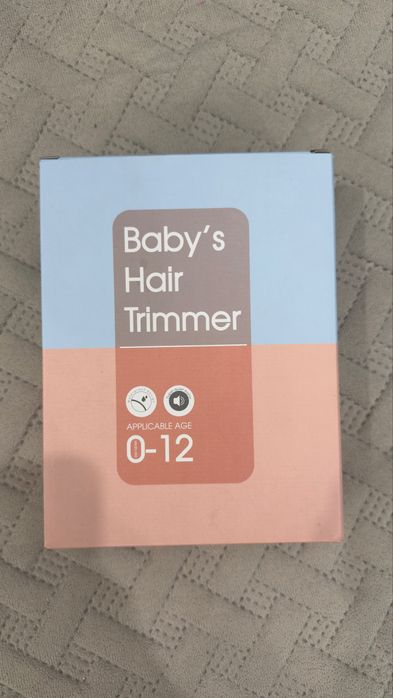 Baby's
Hair
Trimmer
APPLICABLE AGE
0-12